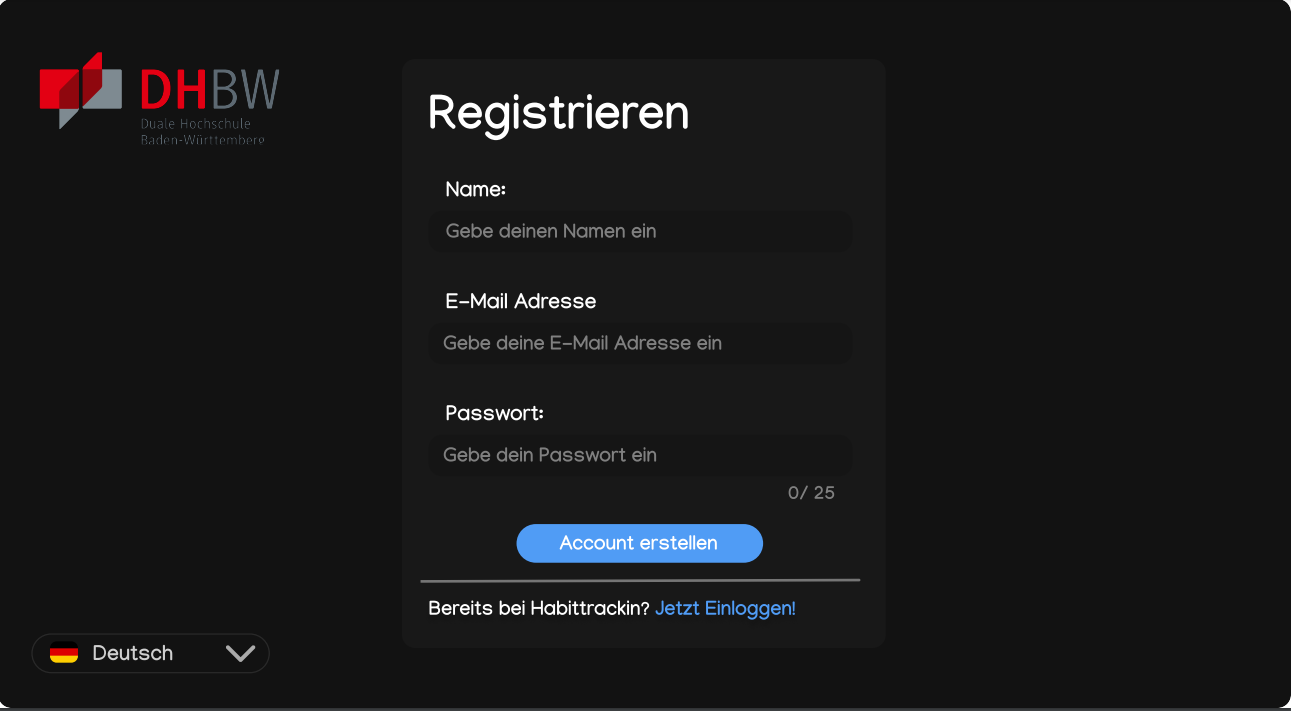 DHBW
Duale Hochschule
Baden-Württemberg
Registrieren
Name:
Gebe deinen Namen ein
E-Mail Adresse
Gebe deine E-Mail Adresse ein
Passwort:
Gebe dein Passwort ein
0/ 25
Account erstellen
Bereits bei Habittrackin? Jetzt Einloggen!
Deutsch